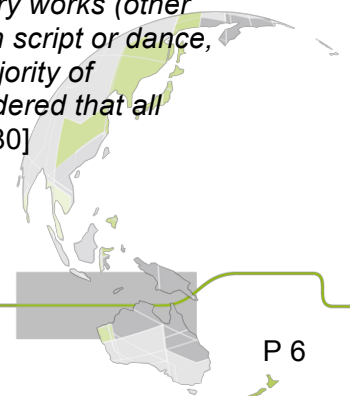 ry works (other
n script or dance,
jority of
dered that all
30]
P 6